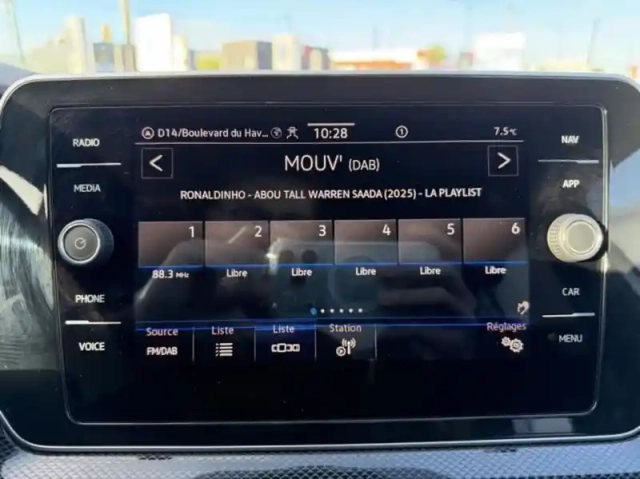 RADIO
MEDIA
PHONE
VOICE
D14/Boulevard du Hav... 10:28 1 7.5°C
< MOUV' (DAB) >
RONALDINHO - ABOU TALL WARREN SAADA (2025) - LA PLAYLIST
1 2 3 4 5 6
88.3 MHz Libre Libre Libre Libre Libre
Source Liste Liste Station Réglages
FM/DAB
NAV
APP
CAR
MENU